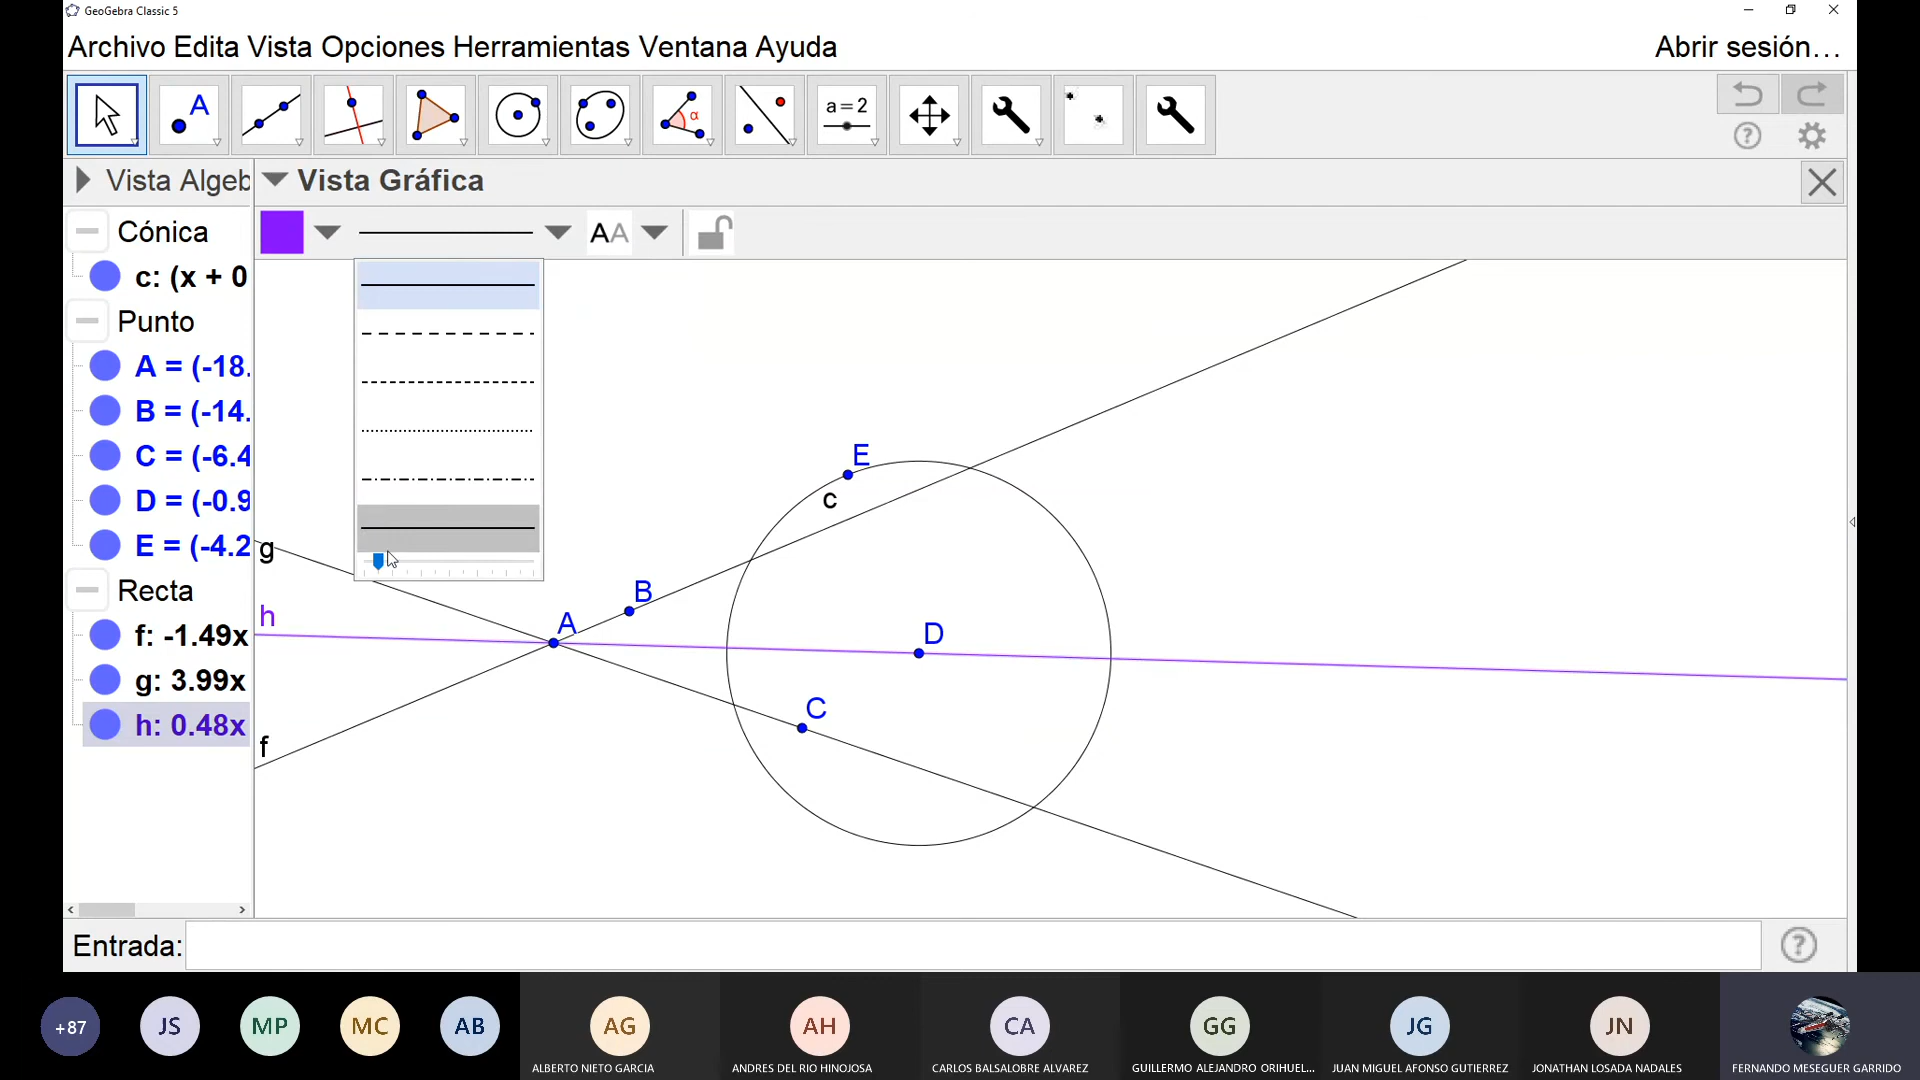 GeoGebra Classic 5
Archivo Edita Vista Opciones Herramientas Ventana Ayuda
Abrir sesión...
A
α
a = 2
Vista Algeb
Vista Gráfica
Cónica
c: (x + 0
Punto
A = (-18.
B = (-14.
C = (-6.4
D = (-0.9
E = (-4.2
Recta
f: -1.49x
g: 3.99x
h: 0.48x
AA
E
c
g
B
h
A
D
C
f
Entrada:
+87
JS
MP
MC
AB
AG
AH
CA
GG
JG
JN
ALBERTO NIETO GARCIA
ANDRES DEL RIO HINOJOSA
CARLOS BALSALOBRE ALVAREZ
GUILLERMO ALEJANDRO ORIHUEL...
JUAN MIGUEL AFONSO GUTIERREZ
JONATHAN LOSADA NADALES
FERNANDO MESEGUER GARRIDO